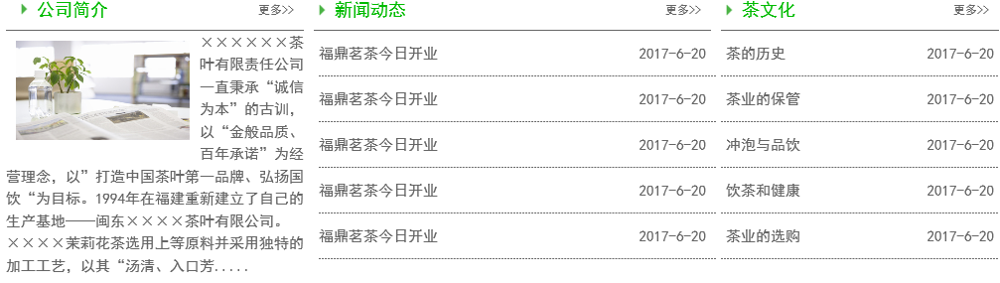 公司简介 更多>>
××××××茶
叶有限责任公司
一直秉承“诚信
为本”的古训，
以“金般品质、
百年承诺”为经
营理念，以”打造中国茶叶第一品牌、弘扬国
饮“为目标。1994年在福建重新建立了自己的
生产基地——闽东××××茶叶有限公司。
××××茉莉花茶选用上等原料并采用独特的
加工工艺，以其“汤清、入口芳.....
新闻动态 更多>>
福鼎茗茶今日开业 2017-6-20
福鼎茗茶今日开业 2017-6-20
福鼎茗茶今日开业 2017-6-20
福鼎茗茶今日开业 2017-6-20
福鼎茗茶今日开业 2017-6-20
茶文化 更多>>
茶的历史 2017-6-20
茶业的保管 2017-6-20
冲泡与品饮 2017-6-20
饮茶和健康 2017-6-20
茶业的选购 2017-6-20